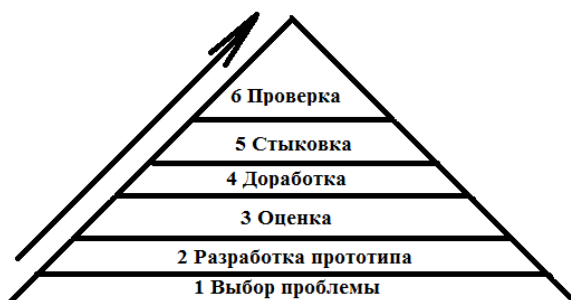 6 Проверка
5 Стыковка
4 Доработка
3 Оценка
2 Разработка прототипа
1 Выбор проблемы